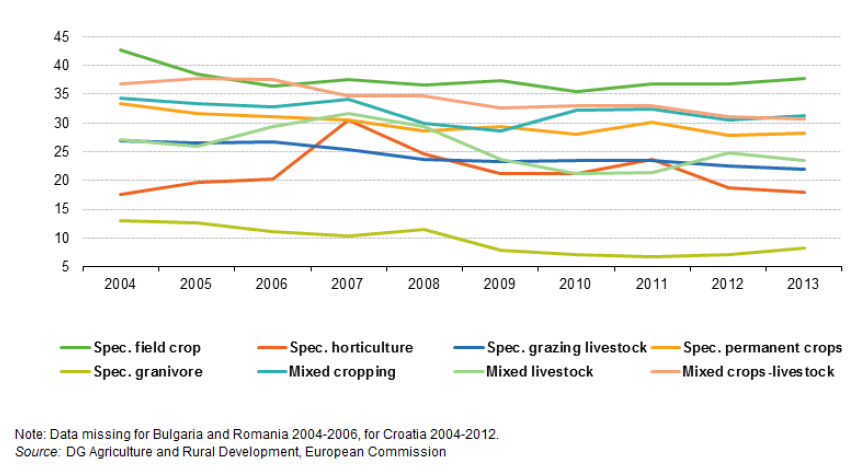 45
40
35
30
25
20
15
10
5
2004 2005 2006 2007 2008 2009 2010 2011 2012 2013
Spec. field crop Spec. horticulture Spec. grazing livestock Spec. permanent crops
Spec. granivore Mixed cropping Mixed livestock Mixed crops-livestock
Note: Data missing for Bulgaria and Romania 2004-2006, for Croatia 2004-2012.
Source: DG Agriculture and Rural Development, European Commission